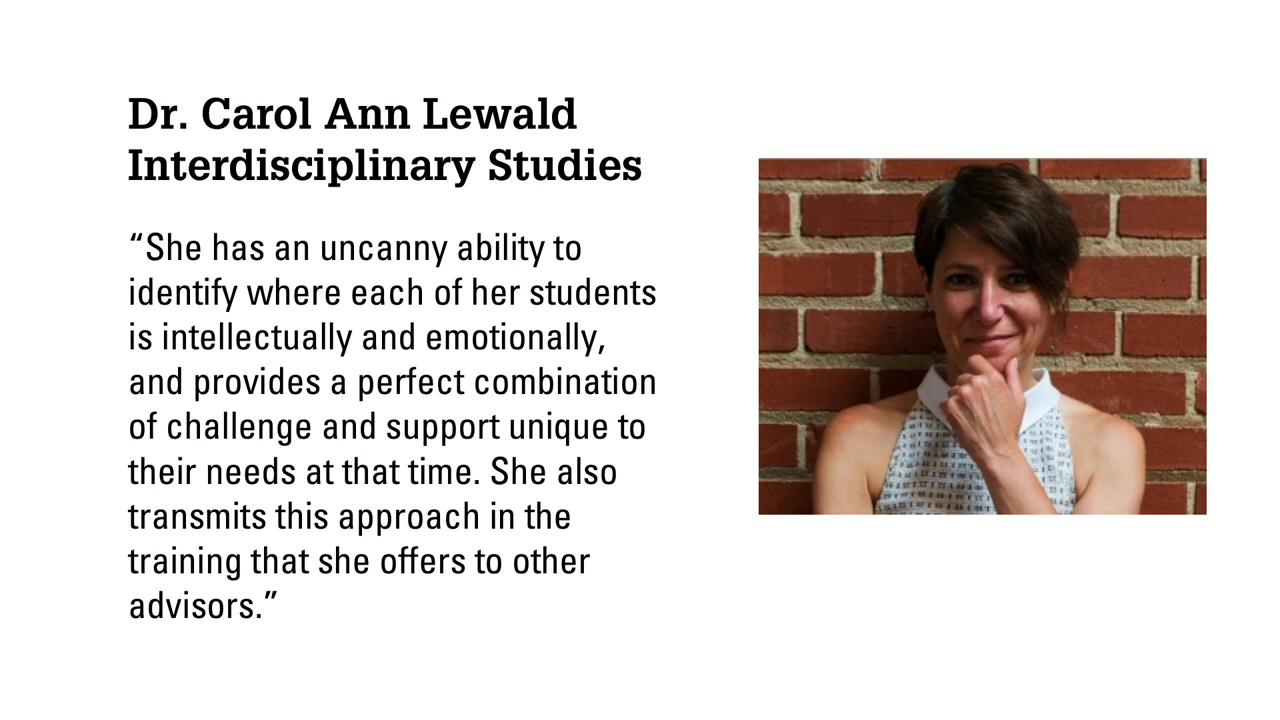 Dr. Carol Ann Lewald
Interdisciplinary Studies
“She has an uncanny ability to
identify where each of her students
is intellectually and emotionally,
and provides a perfect combination
of challenge and support unique to
their needs at that time. She also
transmits this approach in the
training that she offers to other
advisors.”